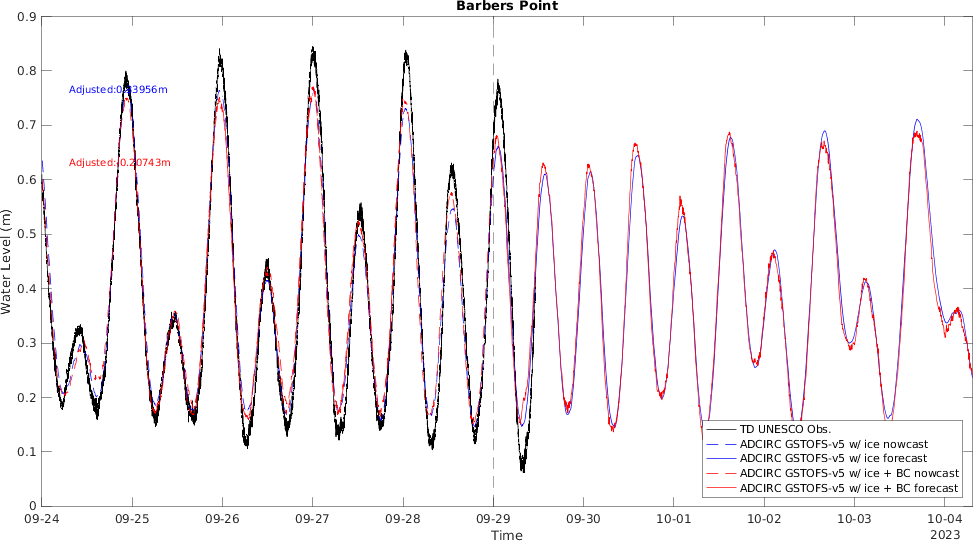 Barbers Point
0.9
0.8
0.7
0.6
0.5
0.4
0.3
0.2
0.1
0
Water Level (m)
Adjusted:-0.20743m
TD UNESCO Obs.
ADCIRC GSTOFS-v5 w/ ice nowcast
ADCIRC GSTOFS-v5 w/ ice forecast
ADCIRC GSTOFS-v5 w/ ice + BC nowcast
ADCIRC GSTOFS-v5 w/ ice + BC forecast
09-24 09-25 09-26 09-27 09-28 09-29 09-30 10-01 10-02 10-03 10-04
Time
2023